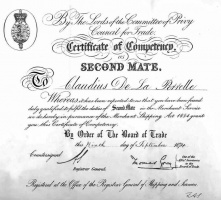 By The Lords of the Committee of Privy
Council for Trade.
Certificate of Competency,
AS
SECOND MATE.
To Claudius De La Perelle
Whereas it has been reported to us that you have been found
duly qualified to fulfil the duties of Second Mate in the Merchant Service
we do hereby in pursuance of the Merchant Shipping Act 1854 grant
you this Certificate of Competency.
By Order of The Board of Trade
this Ninth day of September 1870
Countersigned
Registrar General.
Registered at the Office of the Registrar General of Shipping and Seamen